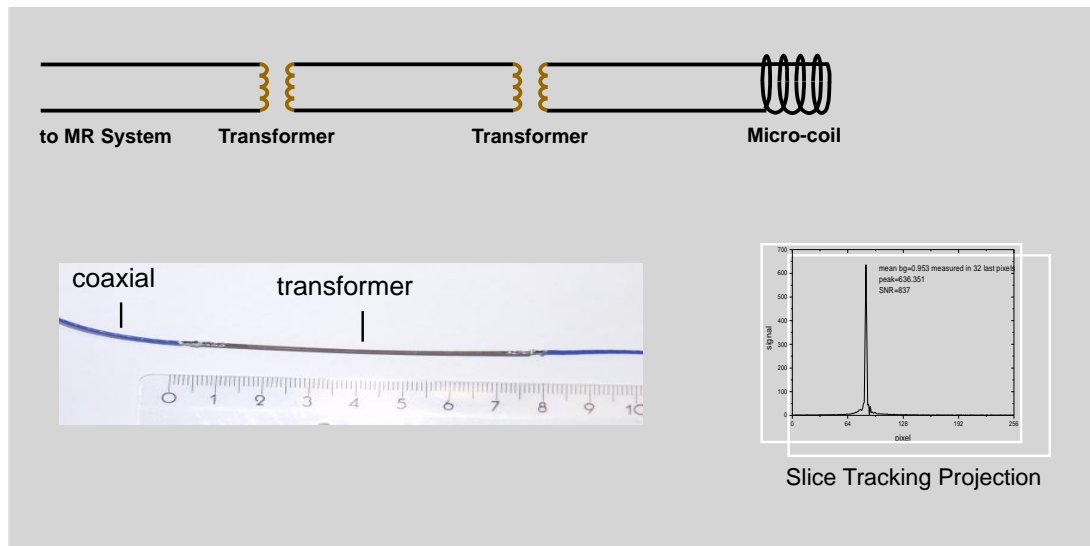 to MR System Transformer Transformer Micro-coil
coaxial
transformer
0 1 2 3 4 5 6 7 8 9 10
700
600
500
400
300
200
100
0
signal
mean bg=0.953 measured in 32 last pixels
peak=636.351
SNR=837
0 64 128 192 256
pixel
Slice Tracking Projection